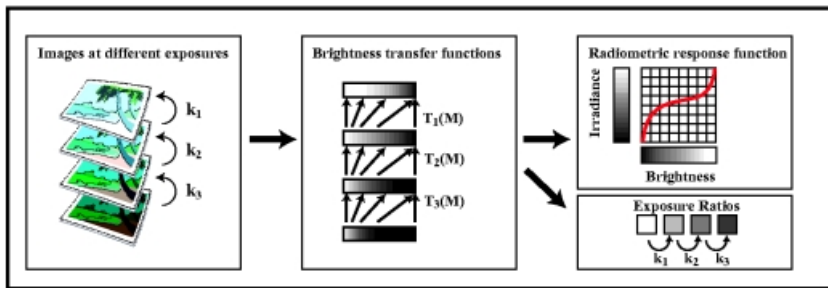 Images at different exposures
k1
k2
k3
Brightness transfer functions
T1(M)
T2(M)
T3(M)
Radiometric response function
Irradiance
Brightness
Exposure Ratios
k1 k2 k3